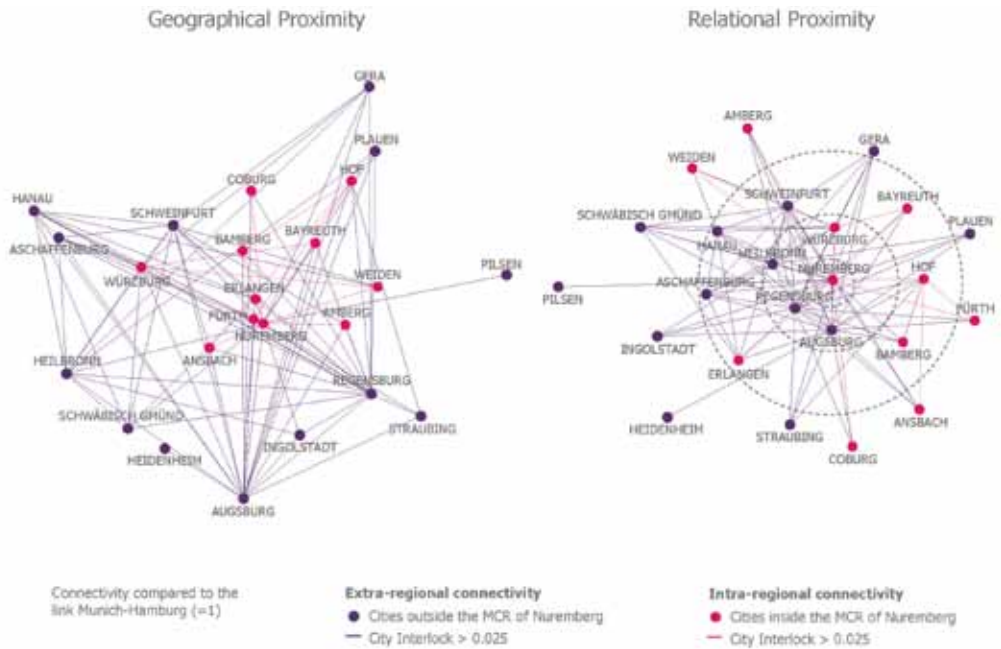 Geographical Proximity
GERA
PLAUEN
HOF
COBURG
HANAU
SCHWEINFURT
BAYREUTH
ASCHAFFENBURG
BAMBERG
PILSEN
WÜRZBURG
WEIDEN
ERLANGEN
FÜRTH
AMBERG
NUREMBERG
ANSBACH
HEILBRONN
REGENSBURG
SCHWÄBISCH GMÜND
STRAUBING
INGOLSTADT
HEIDENHEIM
AUGSBURG
Relational Proximity
AMBERG
GERA
WEIDEN
SCHWEINFURT
BAYREUTH
SCHWÄBISCH GMÜND
PLAUEN
WÜRZBURG
HANAU
HEILBRONN
NUREMBERG
HOF
ASCHAFFENBURG
PILSEN
REGENSBURG
FÜRTH
INGOLSTADT
AUGSBURG
BAMBERG
ERLANGEN
ANSBACH
HEIDENHEIM
STRAUBING
COBURG
Connectivity compared to the
link Munich-Hamburg (=1)
Extra-regional connectivity
Cities outside the MCR of Nuremberg
City Interlock > 0.025
Intra-regional connectivity
Cities inside the MCR of Nuremberg
City Interlock > 0.025